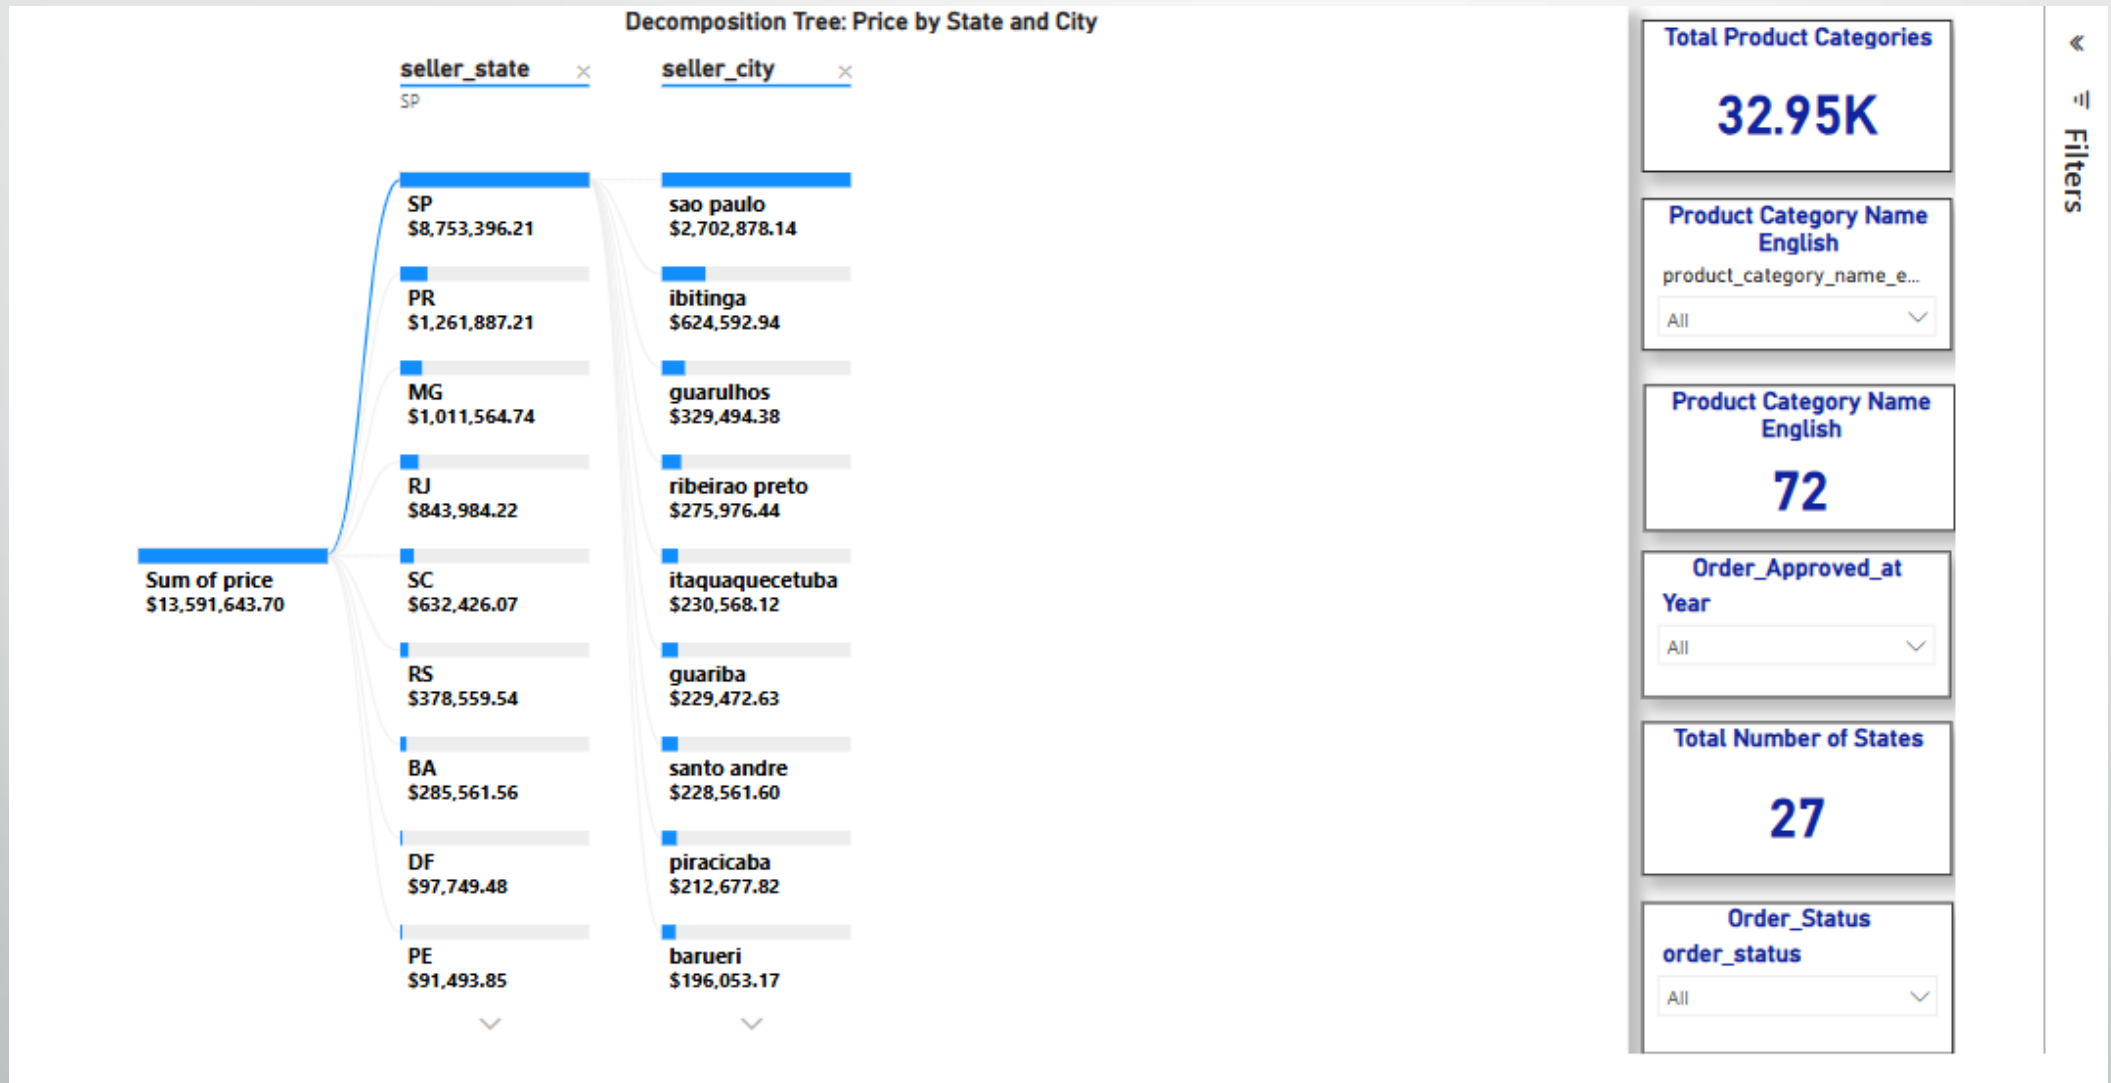 Decomposition Tree: Price by State and City
seller_state
SP
seller_city
Sum of price
$13,591,643.70
SP
$8,753,396.21
PR
$1,261,887.21
MG
$1,011,564.74
RJ
$843,984.22
SC
$632,426.07
RS
$378,559.54
BA
$285,561.56
DF
$97,749.48
PE
$91,493.85
sao paulo
$2,702,878.14
ibitinga
$624,592.94
guarulhos
$329,494.38
ribeirao preto
$275,976.44
itaquaquecetuba
$230,568.12
guariba
$229,472.63
santo andre
$228,561.60
piracicaba
$212,677.82
barueri
$196,053.17
Total Product Categories
32.95K
Product Category Name
English
product_category_name_e...
All
Product Category Name
English
72
Order_Approved_at
Year
All
Total Number of States
27
Order_Status
order_status
All
Filters